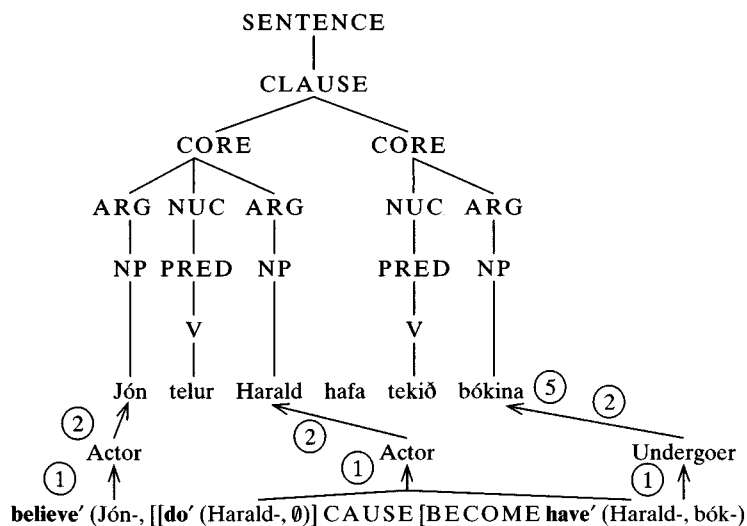 SENTENCE
CLAUSE
CORE CORE
ARG NUC ARG NUC ARG
NP PRED NP PRED NP
V V
Jón telur Harald hafa tekið bókina 5
2 2 2
Actor Actor Undergoer
1 1 1
believe′ (Jón-, [[do′ (Harald-, ∅)] CAUSE [BECOME have′ (Harald-, bók-)